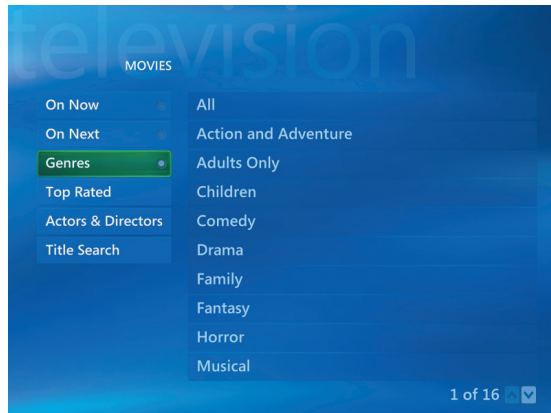 television
MOVIES
On Now
On Next
Genres
Top Rated
Actors & Directors
Title Search
All
Action and Adventure
Adults Only
Children
Comedy
Drama
Family
Fantasy
Horror
Musical
1 of 16